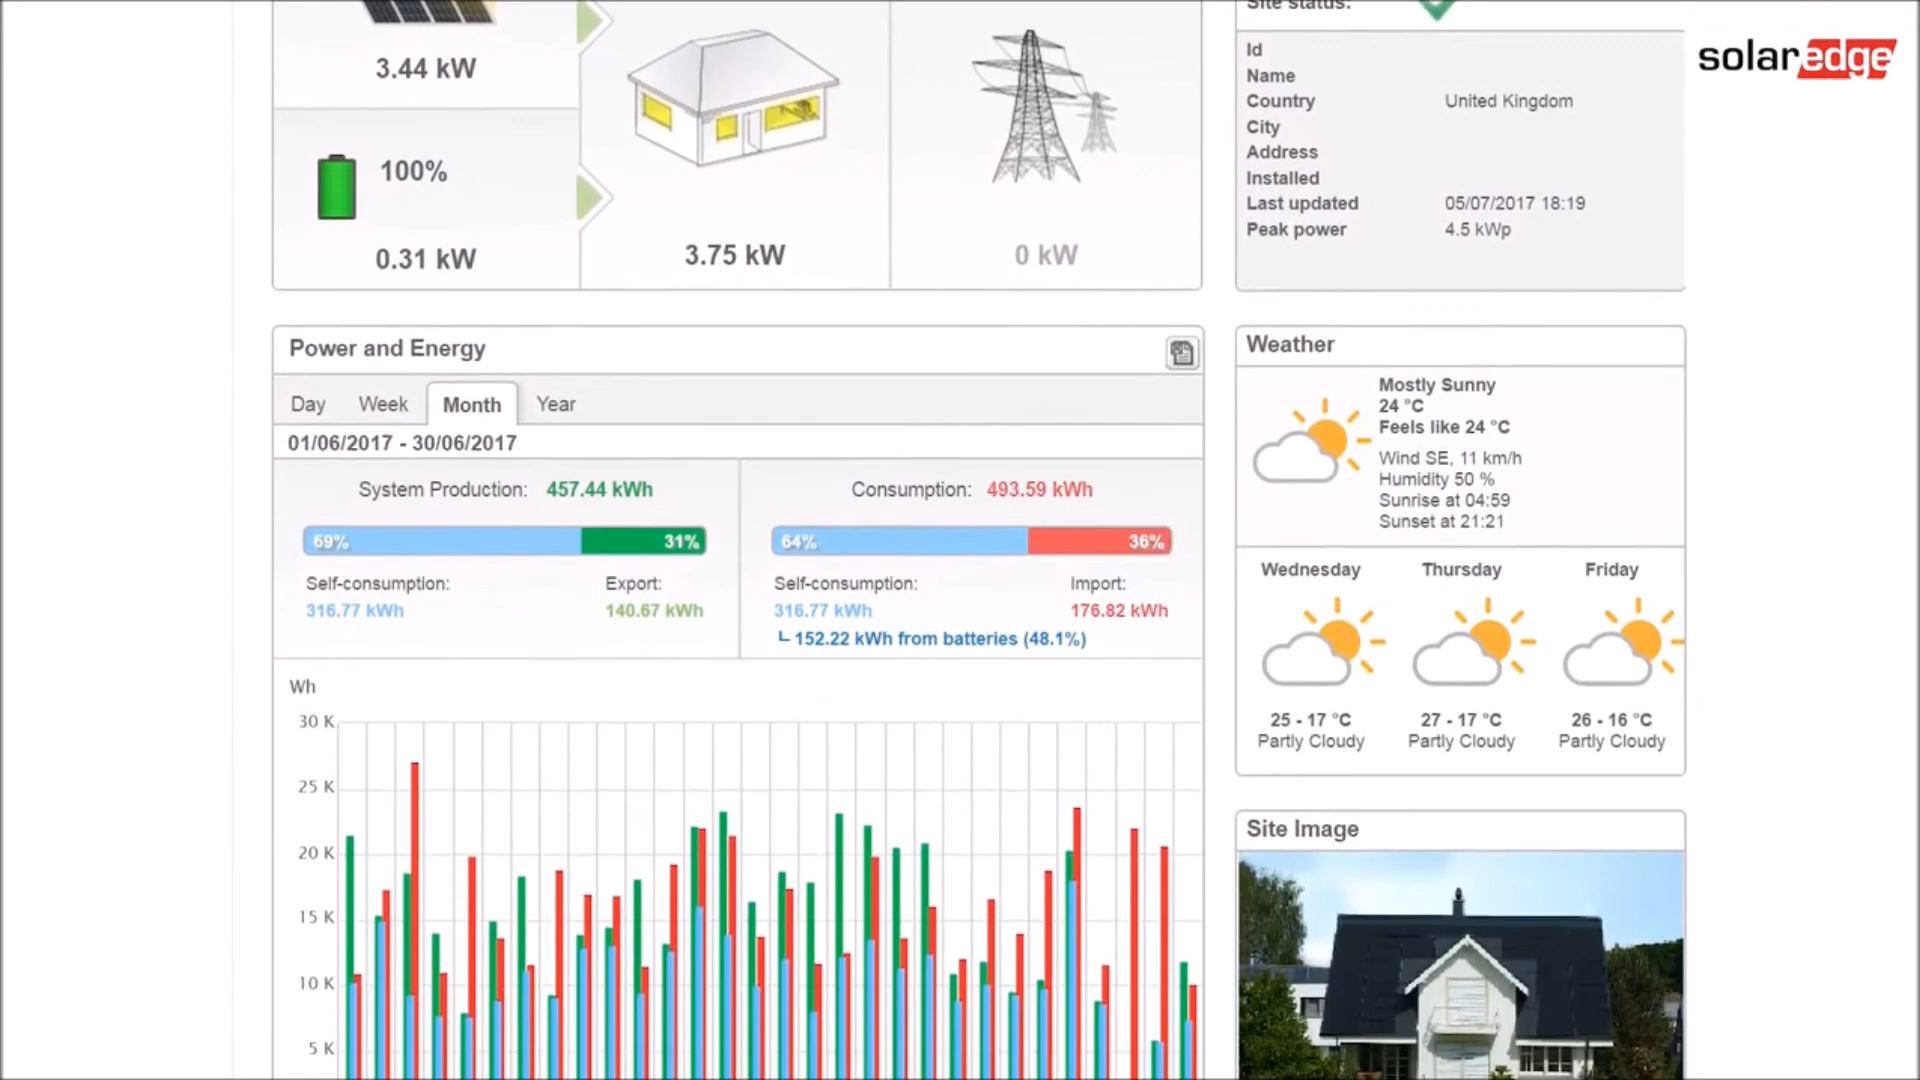 Site status:
solaredge
3.44 kW
100%
0.31 kW
3.75 kW
0 kW
Id
Name
Country United Kingdom
City
Address
Installed
Last updated 05/07/2017 18:19
Peak power 4.5 kWp
Power and Energy
Day Week Month Year
01/06/2017 - 30/06/2017
System Production: 457.44 kWh
69% 31%
Self-consumption: Export:
316.77 kWh 140.67 kWh
Consumption: 493.59 kWh
64% 36%
Self-consumption: Import:
316.77 kWh 176.82 kWh
152.22 kWh from batteries (48.1%)
Wh
30 K
25 K
20 K
15 K
10 K
5 K
Weather
Mostly Sunny
24 °C
Feels like 24 °C
Wind SE, 11 km/h
Humidity 50 %
Sunrise at 04:59
Sunset at 21:21
Wednesday Thursday Friday
25 - 17 °C 27 - 17 °C 26 - 16 °C
Partly Cloudy Partly Cloudy Partly Cloudy
Site Image